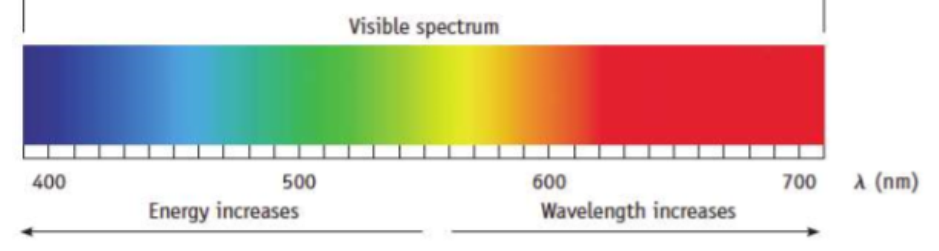 Visible spectrum
400 500 600 700 λ (nm)
Energy increases Wavelength increases